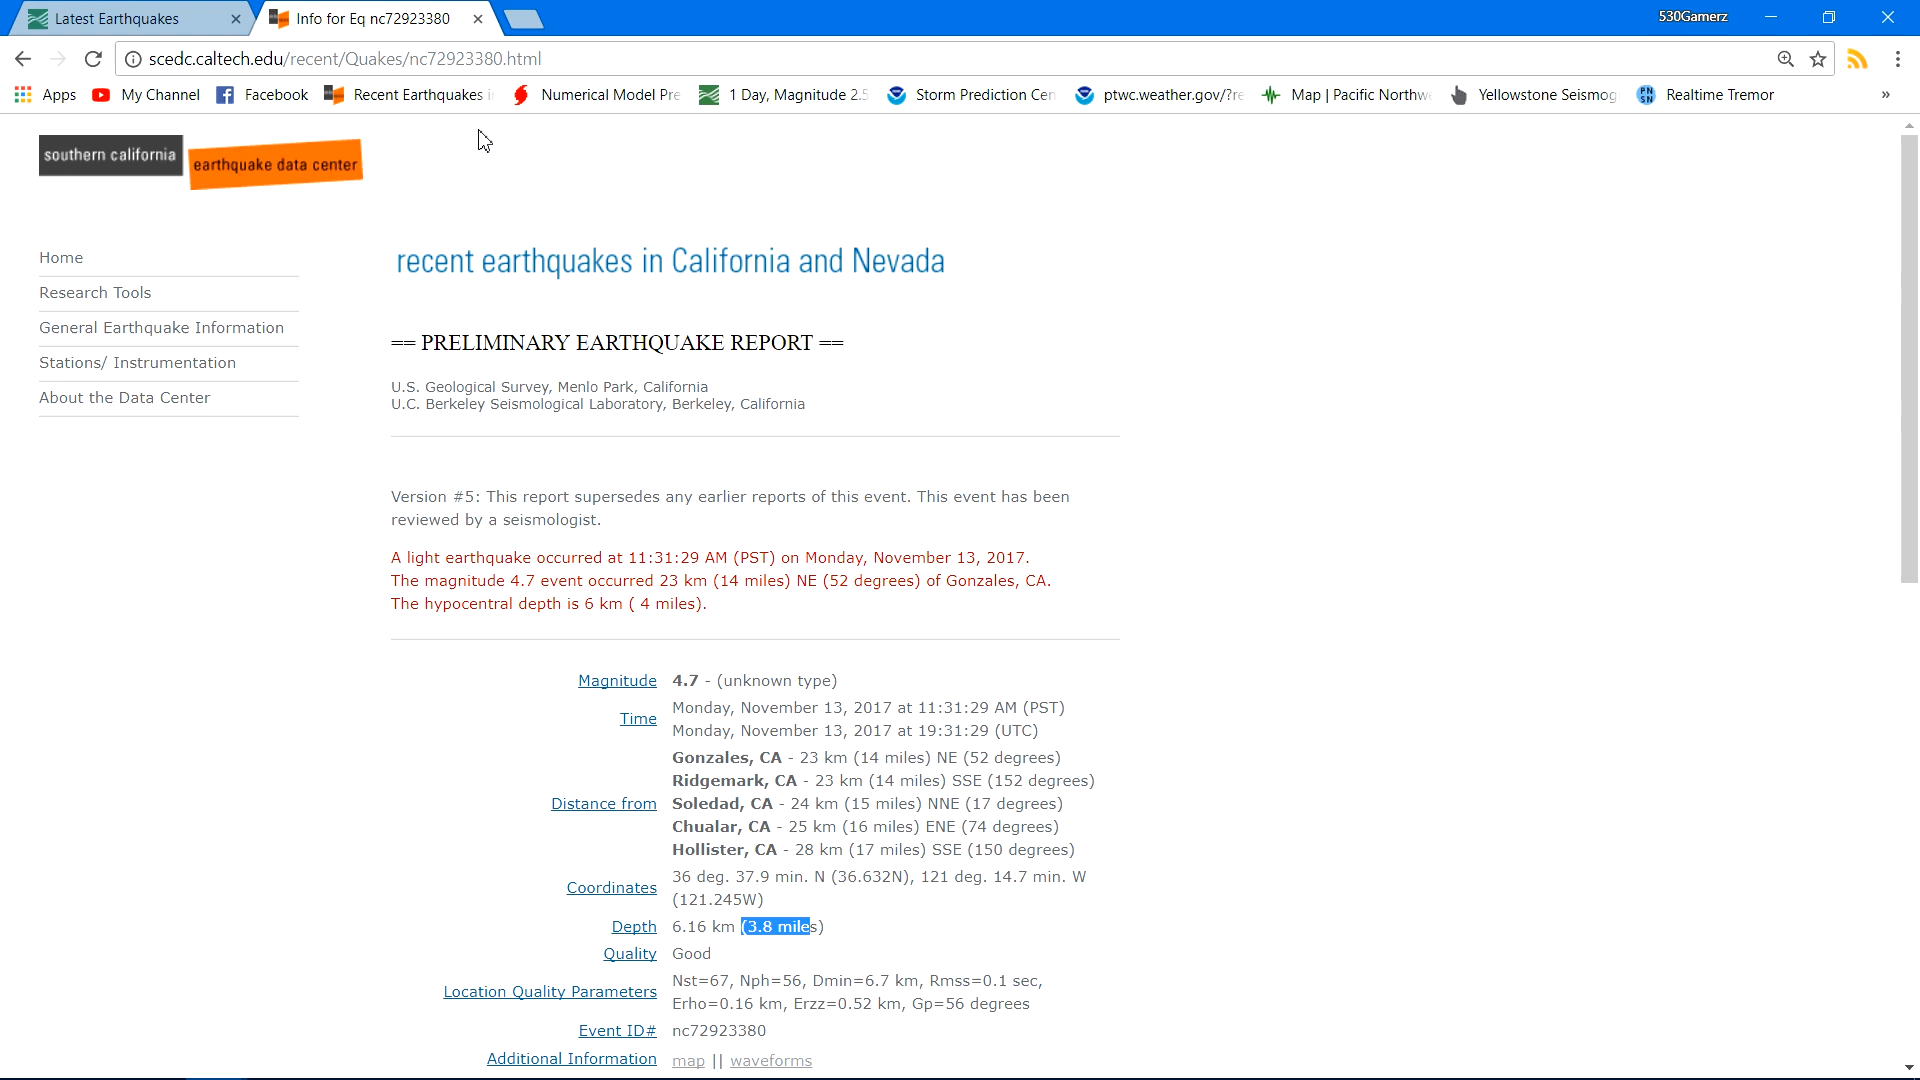 Latest Earthquakes
Info for Eq nc72923380
530Gamerz
scedc.caltech.edu/recent/Quakes/nc72923380.html
Apps
My Channel
Facebook
Recent Earthquakes i
Numerical Model Pre
1 Day, Magnitude 2.5
Storm Prediction Cen
ptwc.weather.gov/?re
Map | Pacific Northwe
Yellowstone Seismog
PN SN
Realtime Tremor
»
southern california
earthquake data center
Home
Research Tools
General Earthquake Information
Stations/ Instrumentation
About the Data Center
recent earthquakes in California and Nevada
== PRELIMINARY EARTHQUAKE REPORT ==
U.S. Geological Survey, Menlo Park, California
U.C. Berkeley Seismological Laboratory, Berkeley, California
Version #5: This report supersedes any earlier reports of this event. This event has been
reviewed by a seismologist.
A light earthquake occurred at 11:31:29 AM (PST) on Monday, November 13, 2017.
The magnitude 4.7 event occurred 23 km (14 miles) NE (52 degrees) of Gonzales, CA.
The hypocentral depth is 6 km ( 4 miles).
Magnitude 4.7 - (unknown type)
Time Monday, November 13, 2017 at 11:31:29 AM (PST)
Monday, November 13, 2017 at 19:31:29 (UTC)
Distance from Gonzales, CA - 23 km (14 miles) NE (52 degrees)
Ridgemark, CA - 23 km (14 miles) SSE (152 degrees)
Soledad, CA - 24 km (15 miles) NNE (17 degrees)
Chualar, CA - 25 km (16 miles) ENE (74 degrees)
Hollister, CA - 28 km (17 miles) SSE (150 degrees)
Coordinates 36 deg. 37.9 min. N (36.632N), 121 deg. 14.7 min. W
(121.245W)
Depth 6.16 km (3.8 miles)
Quality Good
Location Quality Parameters Nst=67, Nph=56, Dmin=6.7 km, Rmss=0.1 sec,
Erho=0.16 km, Erzz=0.52 km, Gp=56 degrees
Event ID# nc72923380
Additional Information map || waveforms